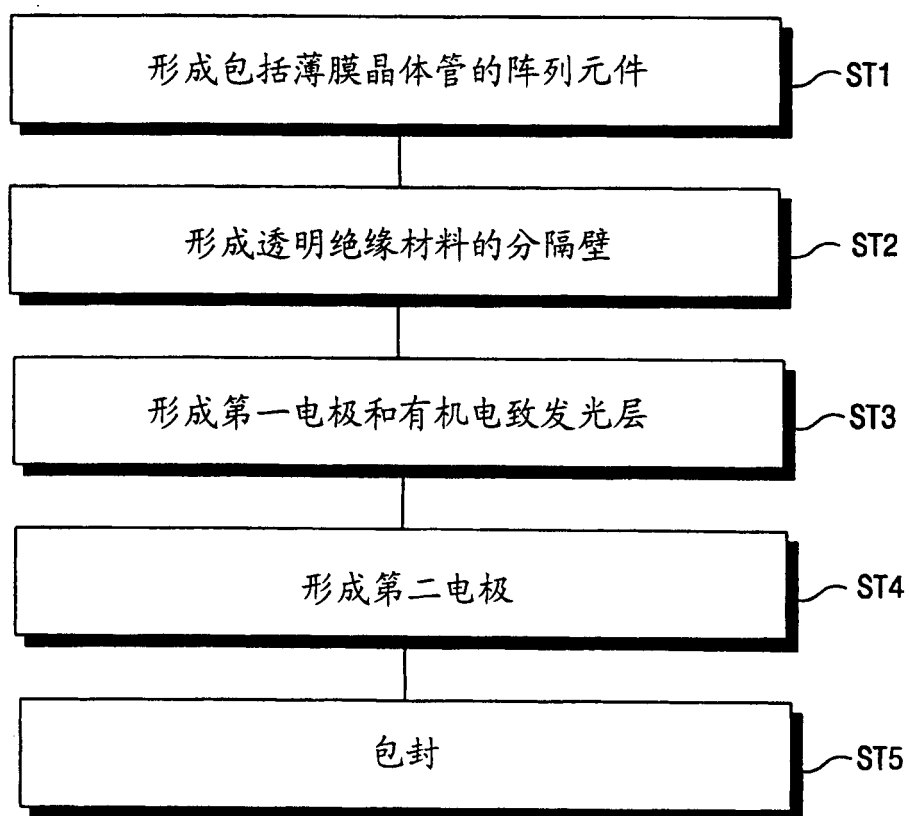 形成包括薄膜晶体管的阵列元件
ST1
形成透明绝缘材料的分隔壁
ST2
形成第一电极和有机电致发光层
ST3
形成第二电极
ST4
包封
ST5